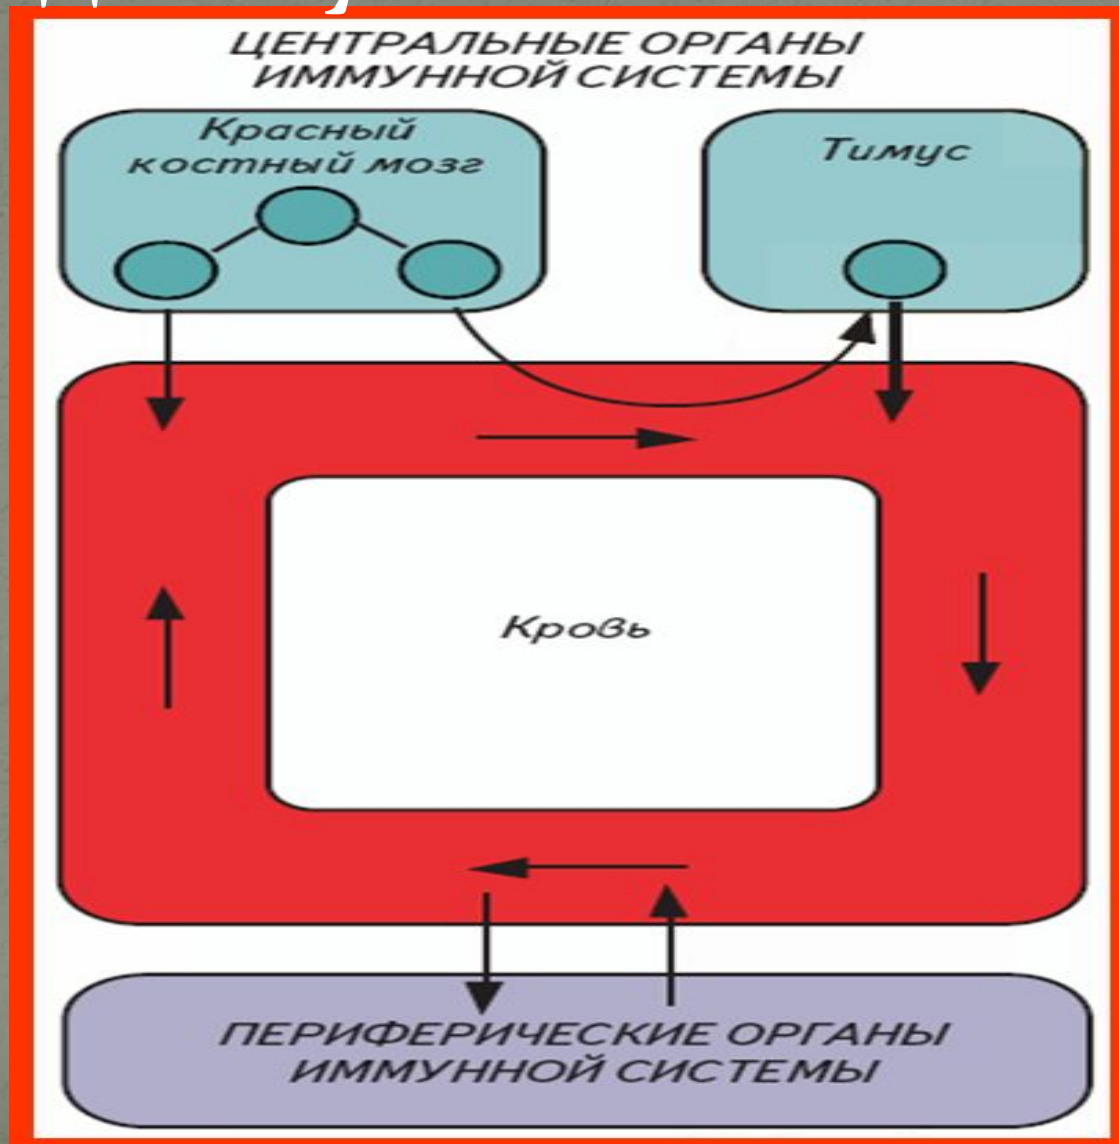 ЦЕНТРАЛЬНЫЕ ОРГАНЫ
ИММУННОЙ СИСТЕМЫ
Красный
костный мозг
Тимус
Кровь
ПЕРИФЕРИЧЕСКИЕ ОРГАНЫ
ИММУННОЙ СИСТЕМЫ